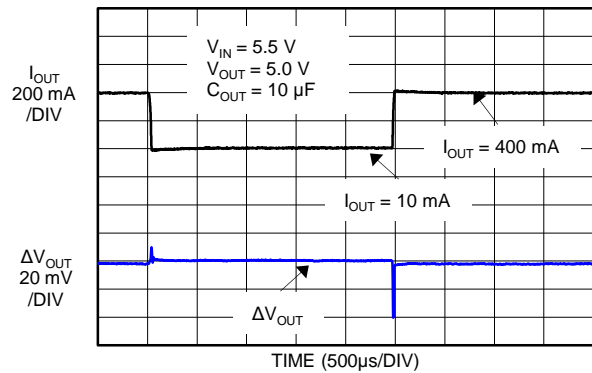 V_IN = 5.5 V
V_OUT = 5.0 V
C_OUT = 10 µF
I_OUT
200 mA
/DIV
I_OUT = 400 mA
I_OUT = 10 mA
ΔV_OUT
20 mV
/DIV
ΔV_OUT
TIME (500µs/DIV)